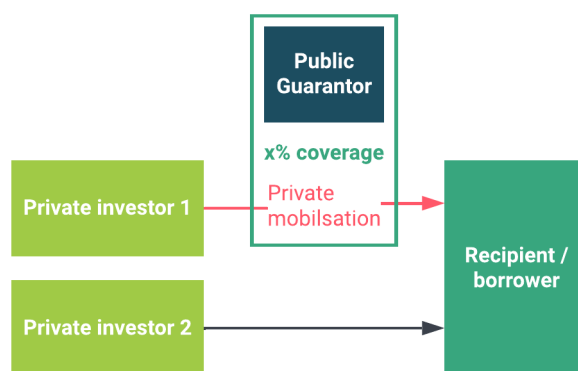 Public
Guarantor
x% coverage
Private investor 1
Private
mobilsation
Recipient /
borrower
Private investor 2